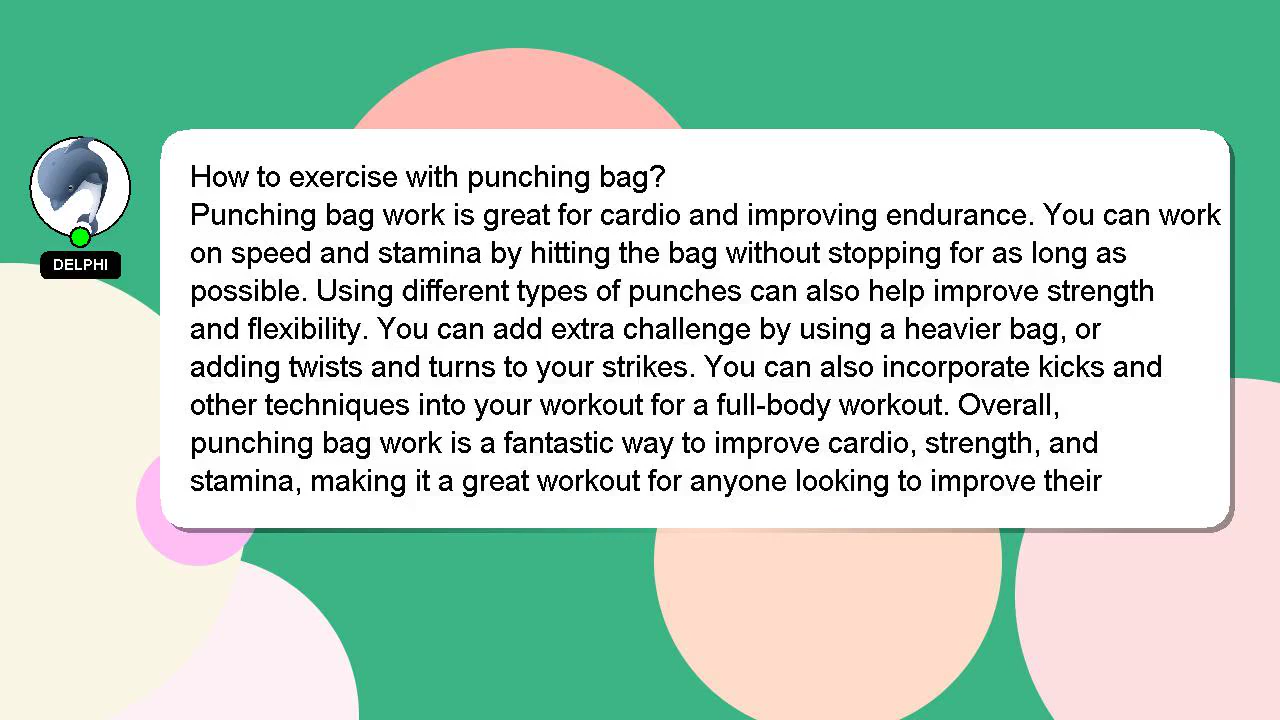 How to exercise with punching bag?
Punching bag work is great for cardio and improving endurance. You can work
on speed and stamina by hitting the bag without stopping for as long as
possible. Using different types of punches can also help improve strength
and flexibility. You can add extra challenge by using a heavier bag, or
adding twists and turns to your strikes. You can also incorporate kicks and
other techniques into your workout for a full-body workout. Overall,
punching bag work is a fantastic way to improve cardio, strength, and
stamina, making it a great workout for anyone looking to improve their
DELPHI